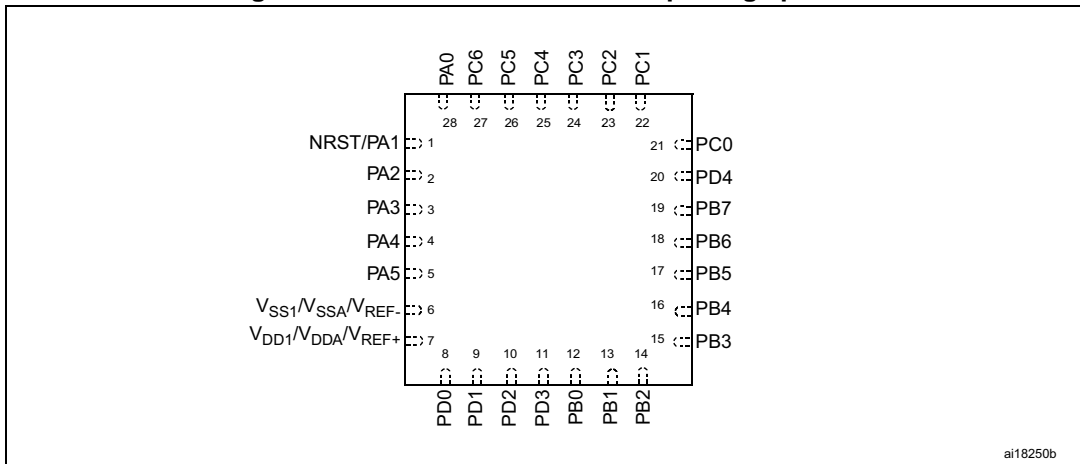 PA0 PC6 PC5 PC4 PC3 PC2 PC1
28 27 26 25 24 23 22
NRST/PA1 1 21 PC0
PA2 2 20 PD4
PA3 3 19 PB7
PA4 4 18 PB6
PA5 5 17 PB5
VSS1/VSSA/VREF- 6 16 PB4
VDD1/VDDA/VREF+ 7 15 PB3
8 9 10 11 12 13 14
PD0 PD1 PD2 PD3 PB0 PB1 PB2
ai18250b